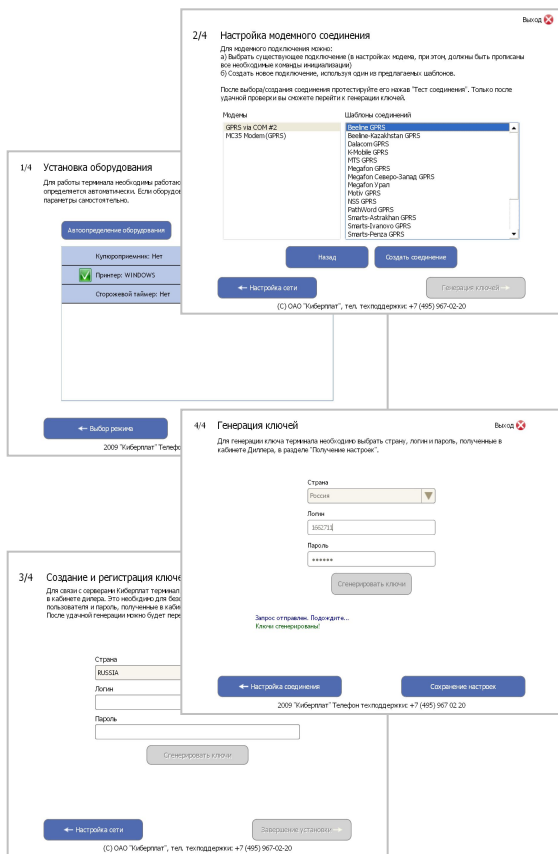 Выход
2/4 Настройка модемного соединения
Для модемного подключения можно:
а) Выбрать существующее подключение (в настройках модема, при этом, должны быть прописаны
все необходимые команды инициализации)
б) Создать новое подключение, используя один из предлагаемых шаблонов.
После выбора/создания соединения протестируйте его нажав "Тест соединения". Только после
удачной проверки вы сможете перейти к генерации ключей.
Модемы
GPRS via COM #2
MC35 Modem (GPRS)
Шаблоны соединений
Beeline GPRS
Beeline-Kazakhstan GPRS
Dalacom GPRS
K-Mobile GPRS
MTS GPRS
Megafon GPRS
Megafon Северо-Запад GPRS
Megafon Урал
Motiv GPRS
NSS GPRS
PathWord GPRS
Smarts-Astrakhan GPRS
Smarts-Ivanovo GPRS
Smarts-Penza GPRS
Назад
Создать соединение
← Настройка сети
Генерация ключей →
(C) ОАО "Киберплат", тел. техподдержки: +7 (495) 967-02-20
1/4 Установка оборудования
Для работы терминала необходимы работаю
определяется автоматически. Если оборудов
параметры самостоятельно.
Автоопределение оборудования
Купюроприемник: Нет
Принтер: WINDOWS
Сторожевой таймер: Нет
← Выбор режима
2009 "Киберплат" Телефо
4/4 Генерация ключей
Выход
Для генерации ключа терминала необходимо выбрать страну, логин и пароль, полученные в
кабинете Диллера, в разделе "Получение настроек".
Страна
Россия
Логин
1662711
Пароль
******
Сгенерировать ключи
Запрос отправлен. Подождите...
Ключи сгенерированы!
← Настройка соединения
Сохранение настроек
2009 "Киберплат" Телефон техподдержки: +7 (495) 967 02 20
3/4 Создание и регистрация ключе
Для связи с серверами Киберплат терминал
в кабинете дилера. Это необходимо для безо
пользователя и пароль, полученные в каби
После удачной генерации можно будет пере
Страна
RUSSIA
Логин
Пароль
Сгенерировать ключи
← Настройка сети
Завершение установки →
(C) ОАО "Киберплат", тел. техподдержки: +7 (495) 967-02-20